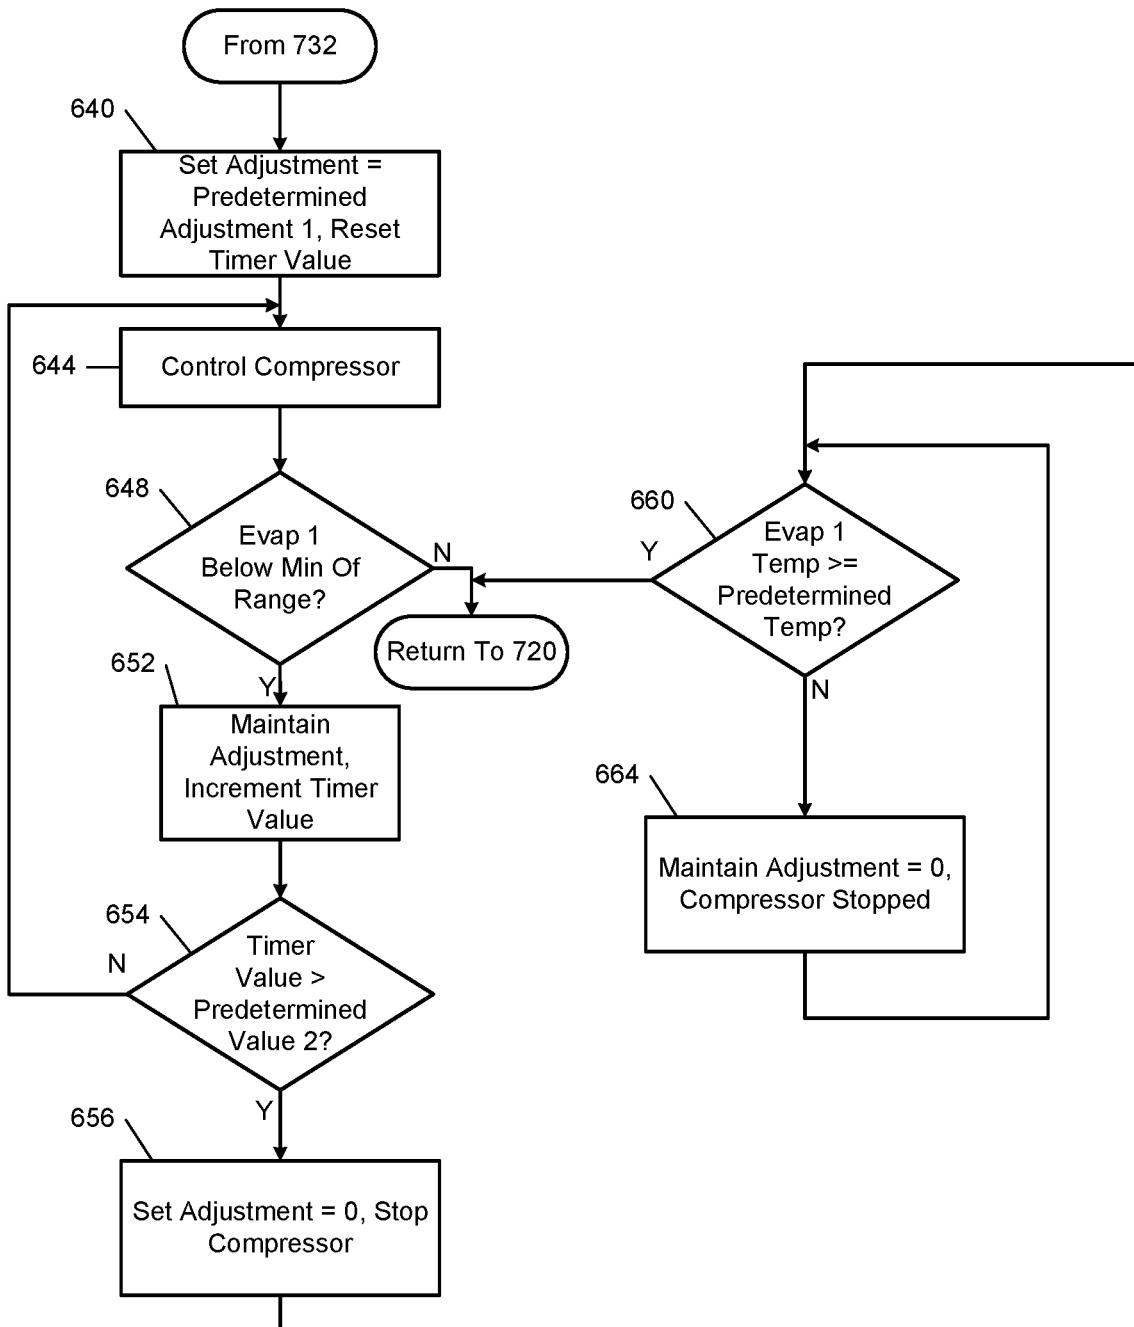 From 732
640
Set Adjustment =
Predetermined
Adjustment 1, Reset
Timer Value
644
Control Compressor
648
Evap 1
Below Min Of
Range?
N
Y
Return To 720
660
Evap 1
Temp >=
Predetermined
Temp?
Y
N
652
Maintain
Adjustment,
Increment Timer
Value
664
Maintain Adjustment = 0,
Compressor Stopped
654
Timer
Value >
Predetermined
Value 2?
N
Y
656
Set Adjustment = 0, Stop
Compressor